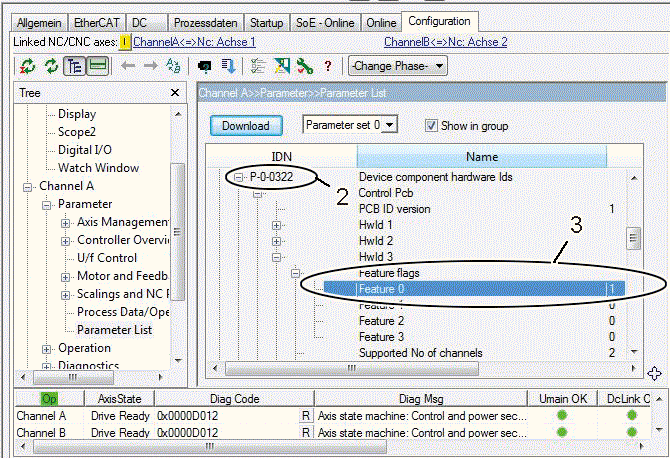 Allgemein EtherCAT DC Prozessdaten Startup SoE - Online Online Configuration
Linked NC/CNC axes: ! ChannelA<=>Nc: Achse 1 ChannelB<=>Nc: Achse 2
-Change Phase-
Tree
Display
Scope2
Digital I/O
Watch Window
Channel A
Parameter
Axis Managemen
Controller Overvi
U/f Control
Motor and Feedb
Scalings and NC P
Process Data/Ope
Parameter List
Operation
Diagnostics
Channel A>>Parameter>>Parameter List
Download Parameter set 0 Show in group
IDN Name
P-0-0322 Device component hardware Ids
2
Control Pcb
PCB ID version 1
3
HwId 1
HwId 2
HwId 3
Feature flags
Feature 0 1
Feature 1 0
Feature 2 0
Feature 3 0
Supported No of channels 2
Op AxisState Diag Code Diag Msg Umain OK DcLink O
Channel A Drive Ready 0x0000D012 R Axis state machine: Control and power sec...
Channel B Drive Ready 0x0000D012 R Axis state machine: Control and power sec...